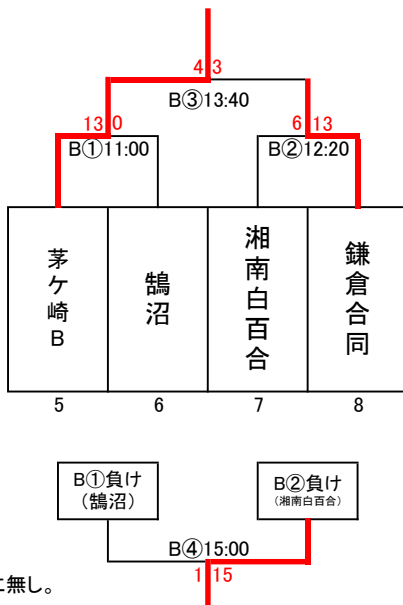 4 3
B③13:40
13 0
6 13
B①11:00
B②12:20
茅ケ崎B
鵠沼
湘南白百合
鎌倉合同
5
6
7
8
B①負け
(鵠沼)
B②負け
(湘南白百合)
B④15:00
1 15
無し。